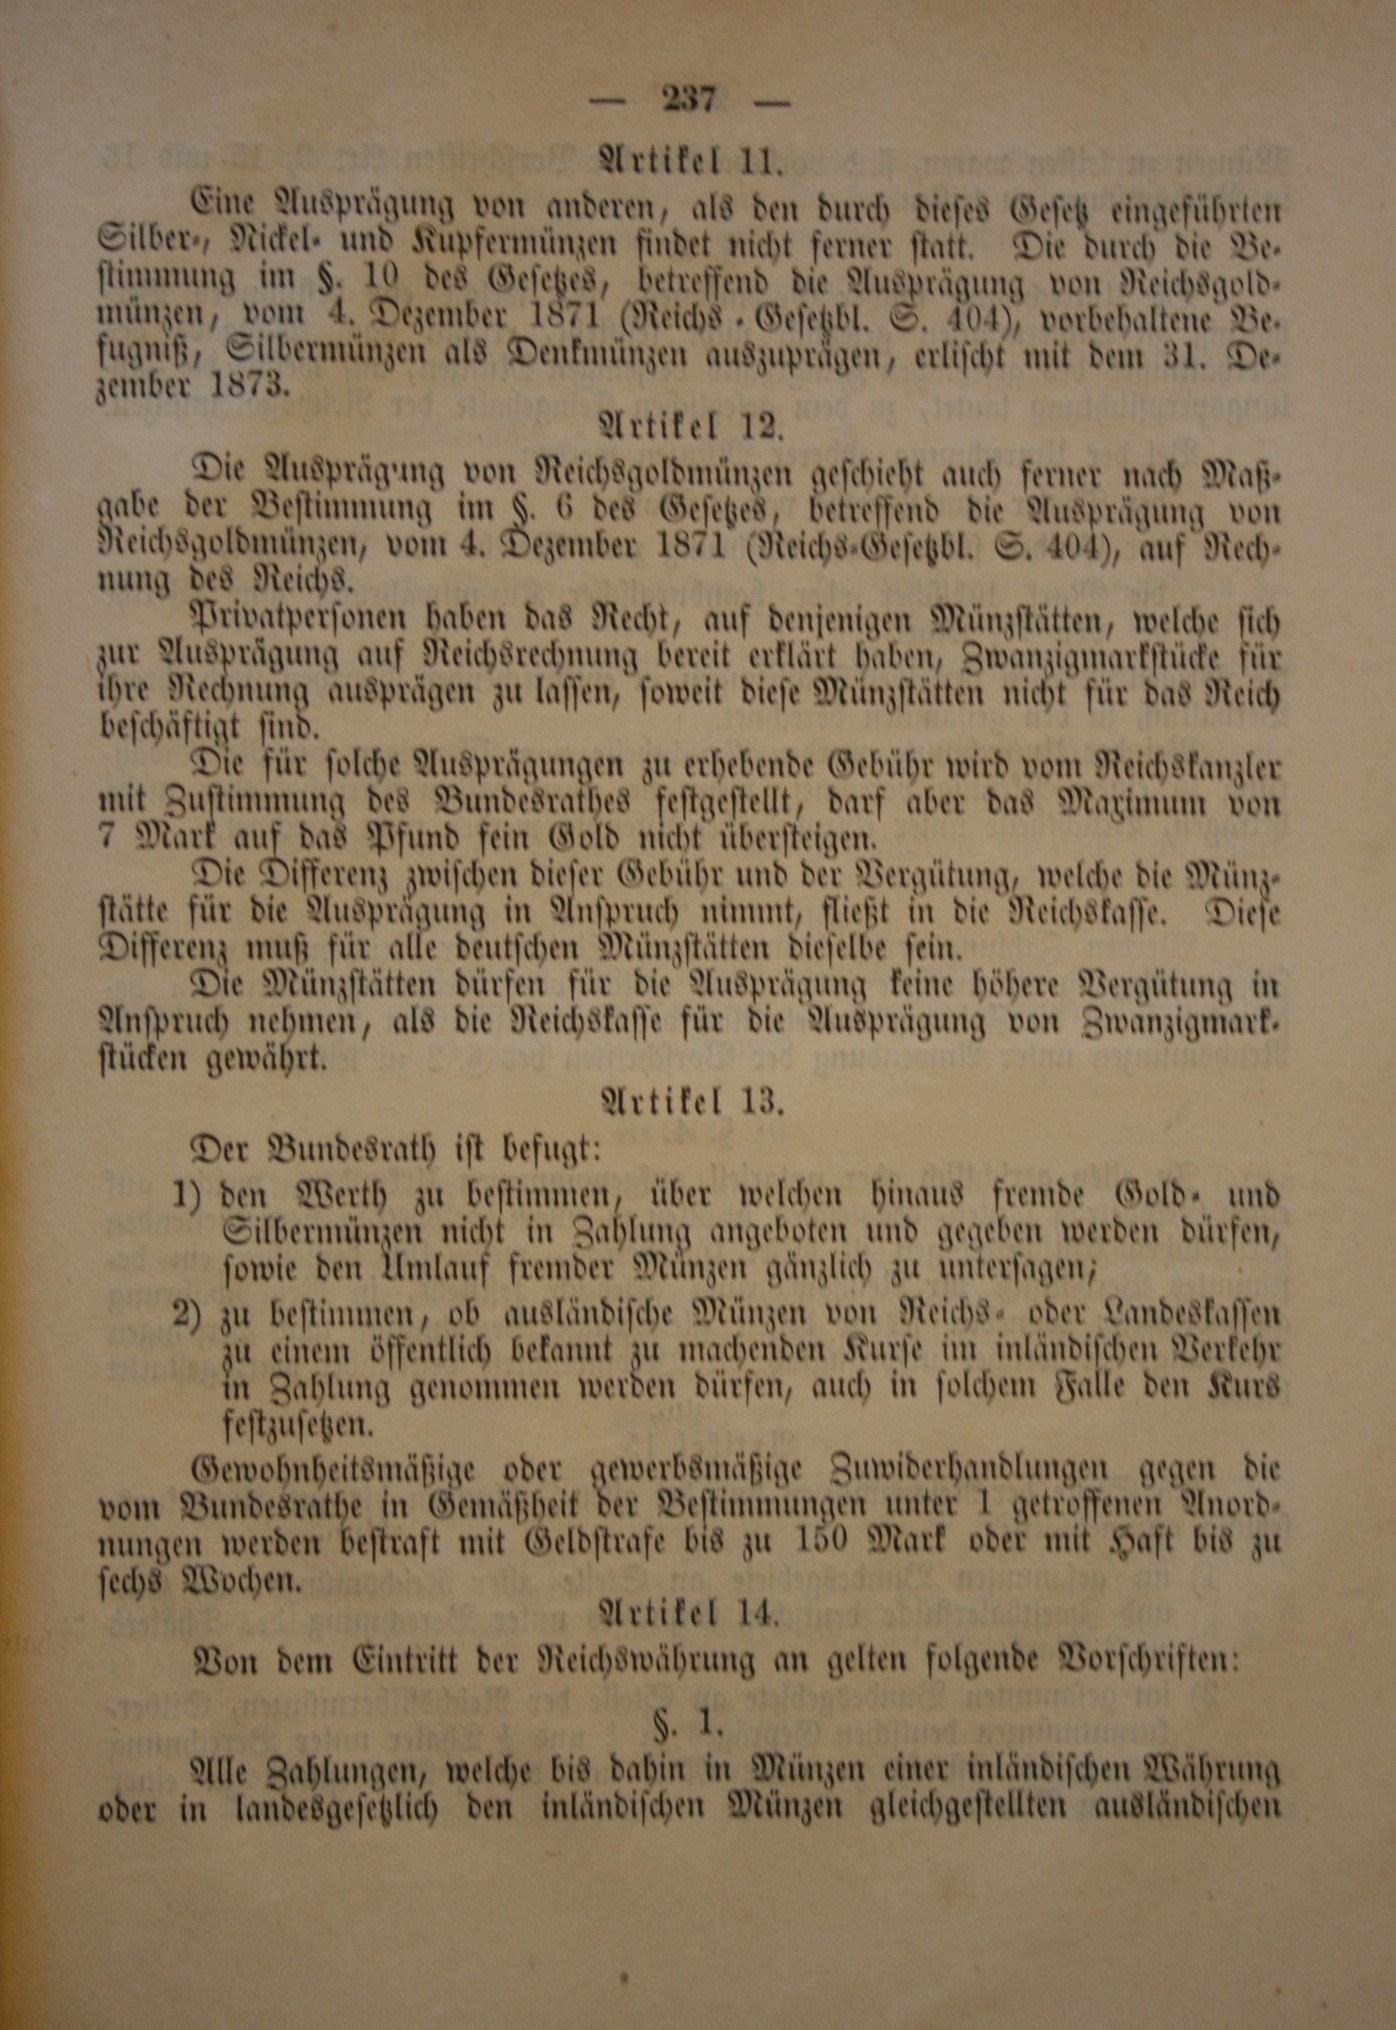 — 237 —
Artikel 11.
Eine Ausprägung von anderen, als den durch dieses Gesetz eingeführten
Silber-, Nickel- und Kupfermünzen findet nicht ferner statt. Die durch die Be-
stimmung im §. 10 des Gesetzes, betreffend die Ausprägung von Reichsgold-
münzen, vom 4. Dezember 1871 (Reichs-Gesetzbl. S. 404), vorbehaltene Be-
fugniß, Silbermünzen als Denkmünzen auszuprägen, erlischt mit dem 31. De-
zember 1873.
Artikel 12.
Die Ausprägung von Reichsgoldmünzen geschieht auch ferner nach Maß-
gabe der Bestimmung im §. 6 des Gesetzes, betreffend die Ausprägung von
Reichsgoldmünzen, vom 4. Dezember 1871 (Reichs-Gesetzbl. S. 404), auf Rech-
nung des Reichs.
Privatpersonen haben das Recht, auf denjenigen Münzstätten, welche sich
zur Ausprägung auf Reichsrechnung bereit erklärt haben, Zwanzigmarkstücke für
ihre Rechnung ausprägen zu lassen, soweit diese Münzstätten nicht für das Reich
beschäftigt sind.
Die für solche Ausprägungen zu erhebende Gebühr wird vom Reichskanzler
mit Zustimmung des Bundesrathes festgestellt, darf aber das Maximum von
7 Mark auf das Pfund fein Gold nicht übersteigen.
Die Differenz zwischen dieser Gebühr und der Vergütung, welche die Münz-
stätte für die Ausprägung in Anspruch nimmt, fließt in die Reichskasse. Diese
Differenz muß für alle deutschen Münzstätten dieselbe sein.
Die Münzstätten dürfen für die Ausprägung keine höhere Vergütung in
Anspruch nehmen, als die Reichskasse für die Ausprägung von Zwanzigmark-
stücken gewährt.
Artikel 13.
Der Bundesrath ist befugt:
1) den Werth zu bestimmen, über welchen hinaus fremde Gold- und
Silbermünzen nicht in Zahlung angeboten und gegeben werden dürfen,
sowie den Umlauf fremder Münzen gänzlich zu untersagen;
2) zu bestimmen, ob ausländische Münzen von Reichs- oder Landeskassen
zu einem öffentlich bekannt zu machenden Kurse im inländischen Verkehr
in Zahlung genommen werden dürfen, auch in solchem Falle den Kurs
festzusetzen.
Gewohnheitsmäßige oder gewerbsmäßige Zuwiderhandlungen gegen die
vom Bundesrathe in Gemäßheit der Bestimmungen unter 1 getroffenen Anord-
nungen werden bestraft mit Geldstrafe bis zu 150 Mark oder mit Haft bis zu
sechs Wochen.
Artikel 14.
Von dem Eintritt der Reichswährung an gelten folgende Vorschriften:
§. 1.
Alle Zahlungen, welche bis dahin in Münzen einer inländischen Währung
oder in landesgesetzlich den inländischen Münzen gleichgestellten ausländischen